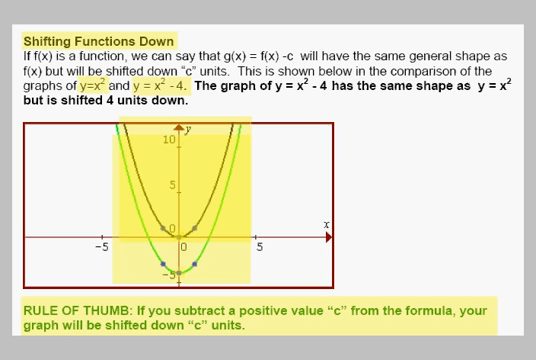 Shifting Functions Down
If f(x) is a function, we can say that g(x) = f(x) -c will have the same general shape as
f(x) but will be shifted down “c” units. This is shown below in the comparison of the
graphs of y=x² and y = x² - 4. The graph of y = x² - 4 has the same shape as y = x²
but is shifted 4 units down.
y
10
5
x
-5
0
5
-5
RULE OF THUMB: If you subtract a positive value “c” from the formula, your
graph will be shifted down “c” units.